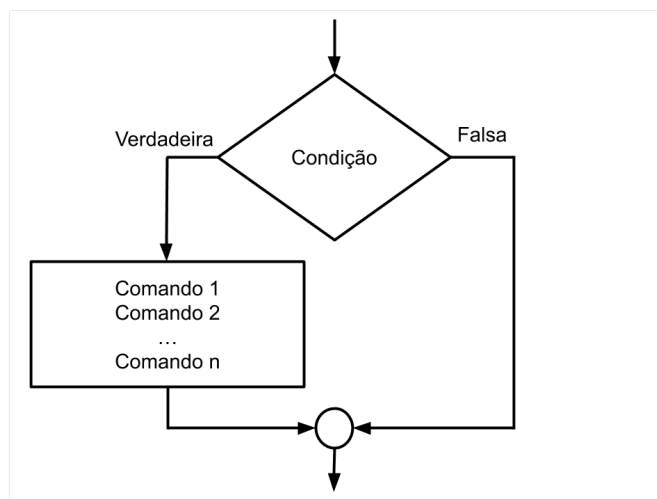 Verdadeira
Falsa
Condição
Comando 1
Comando 2
...
Comando n